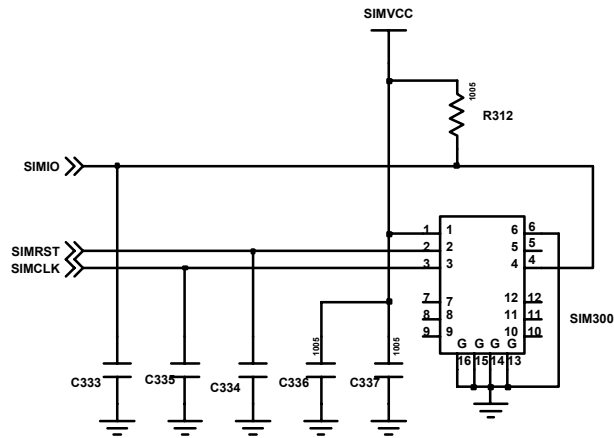 SIMVCC
1005
R312
SIMIO
SIMRST
SIMCLK
1 1 6 6
2 2 5 5
3 3 4 4
7 7 12 12
8 8 11 11
9 9 10 10
SIM300
G G G G
16 15 14 13
1005 1005
C333 C335 C334 C336 C337